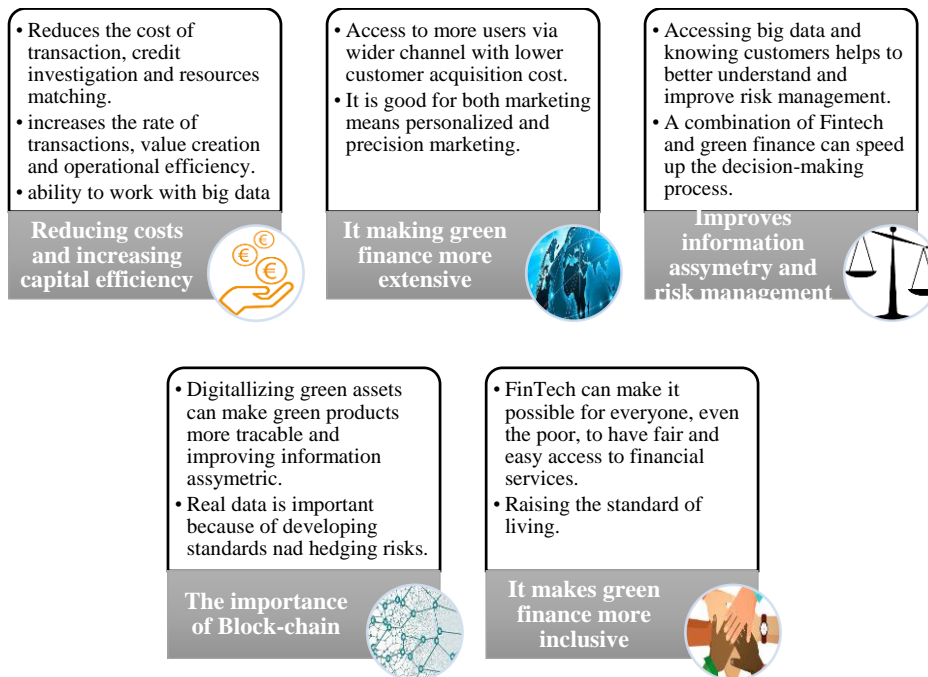 • Reduces the cost of
transaction, credit
investigation and resources
matching.
• increases the rate of
transactions, value creation
and operational efficiency.
• ability to work with big data
Reducing costs
and increasing
capital efficiency
• Access to more users via
wider channel with lower
customer acquisition cost.
• It is good for both marketing
means personalized and
precision marketing.
It making green
finance more
extensive
• Accessing big data and
knowing customers helps to
better understand and
improve risk management.
• A combination of Fintech
and green finance can speed
up the decision-making
process.
Improves
information
assymetry and
risk management
• Digitallizing green assets
can make green products
more tracable and
improving information
assymetric.
• Real data is important
because of developing
standards nad hedging risks.
The importance
of Block-chain
• FinTech can make it
possible for everyone, even
the poor, to have fair and
easy access to financial
services.
• Raising the standard of
living.
It makes green
finance more
inclusive